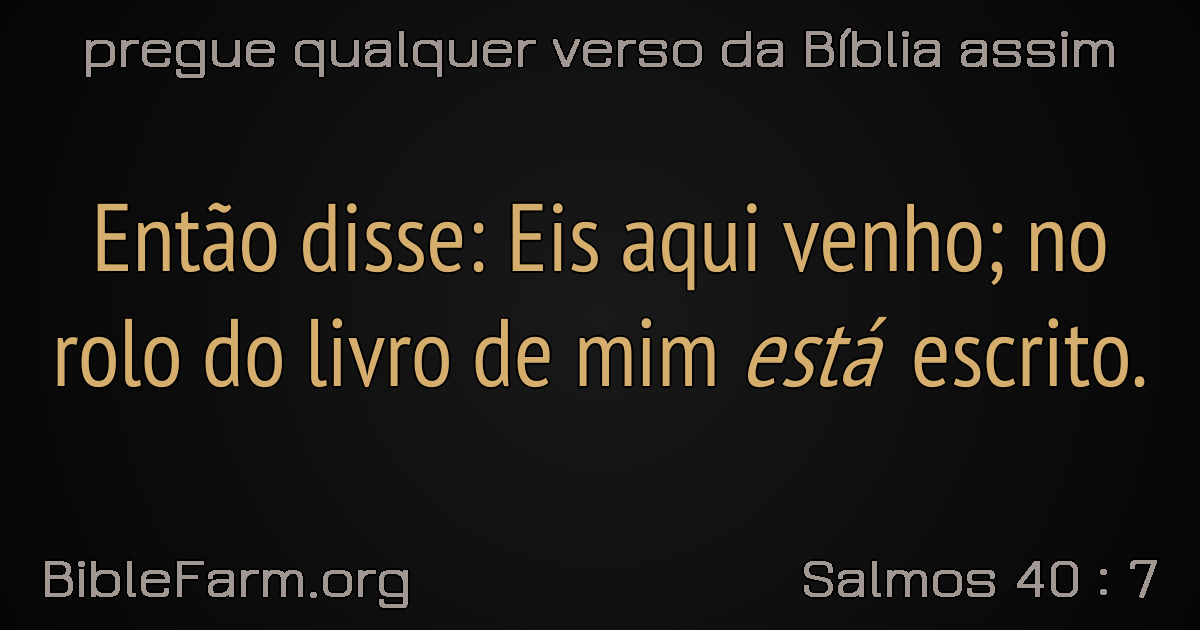 pregue qualquer verso da Bíblia assim
Então disse: Eis aqui venho; no
rolo do livro de mim está escrito.
BibleFarm.org
Salmos 40 : 7